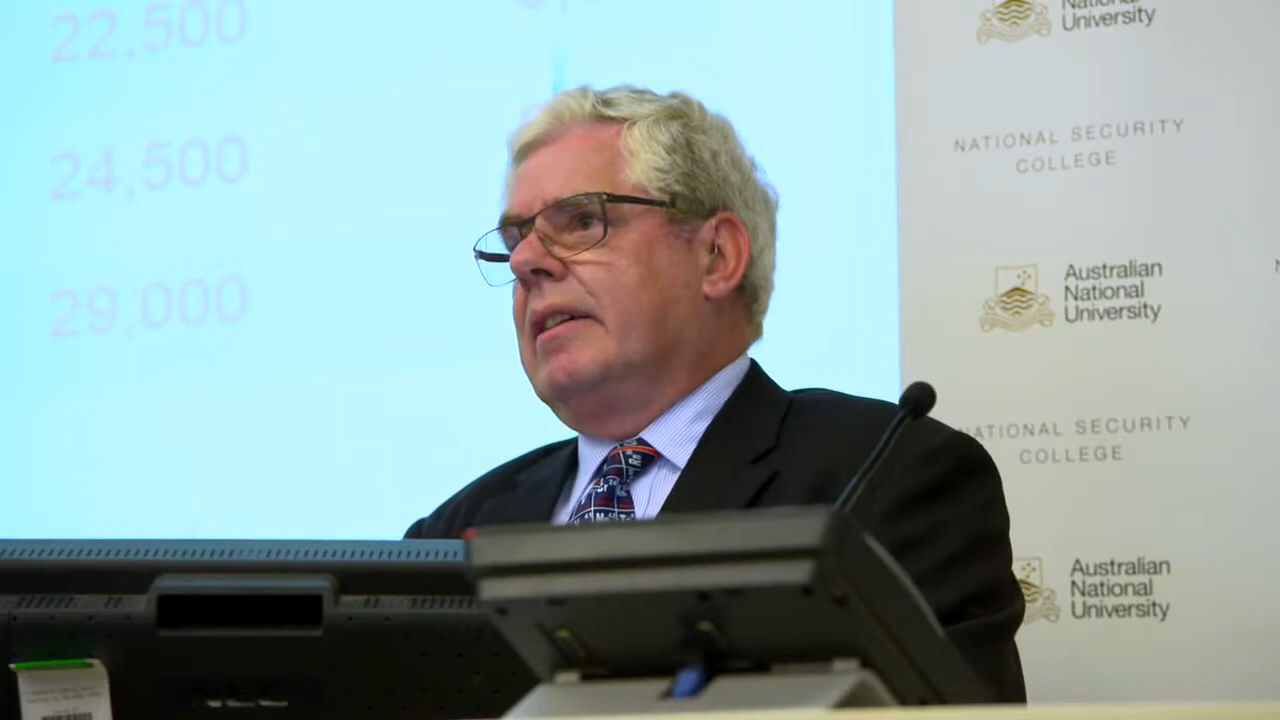 22,500
24,500
29,000
National
University
NATIONAL SECURITY
COLLEGE
Australian
National
University
NATIONAL SECURITY
COLLEGE
Australian
National
University